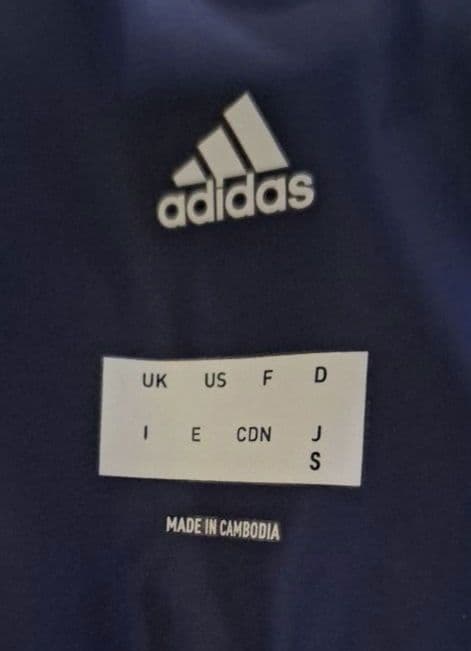 adidas
UK US F D
I E CDN J
S
MADE IN CAMBODIA